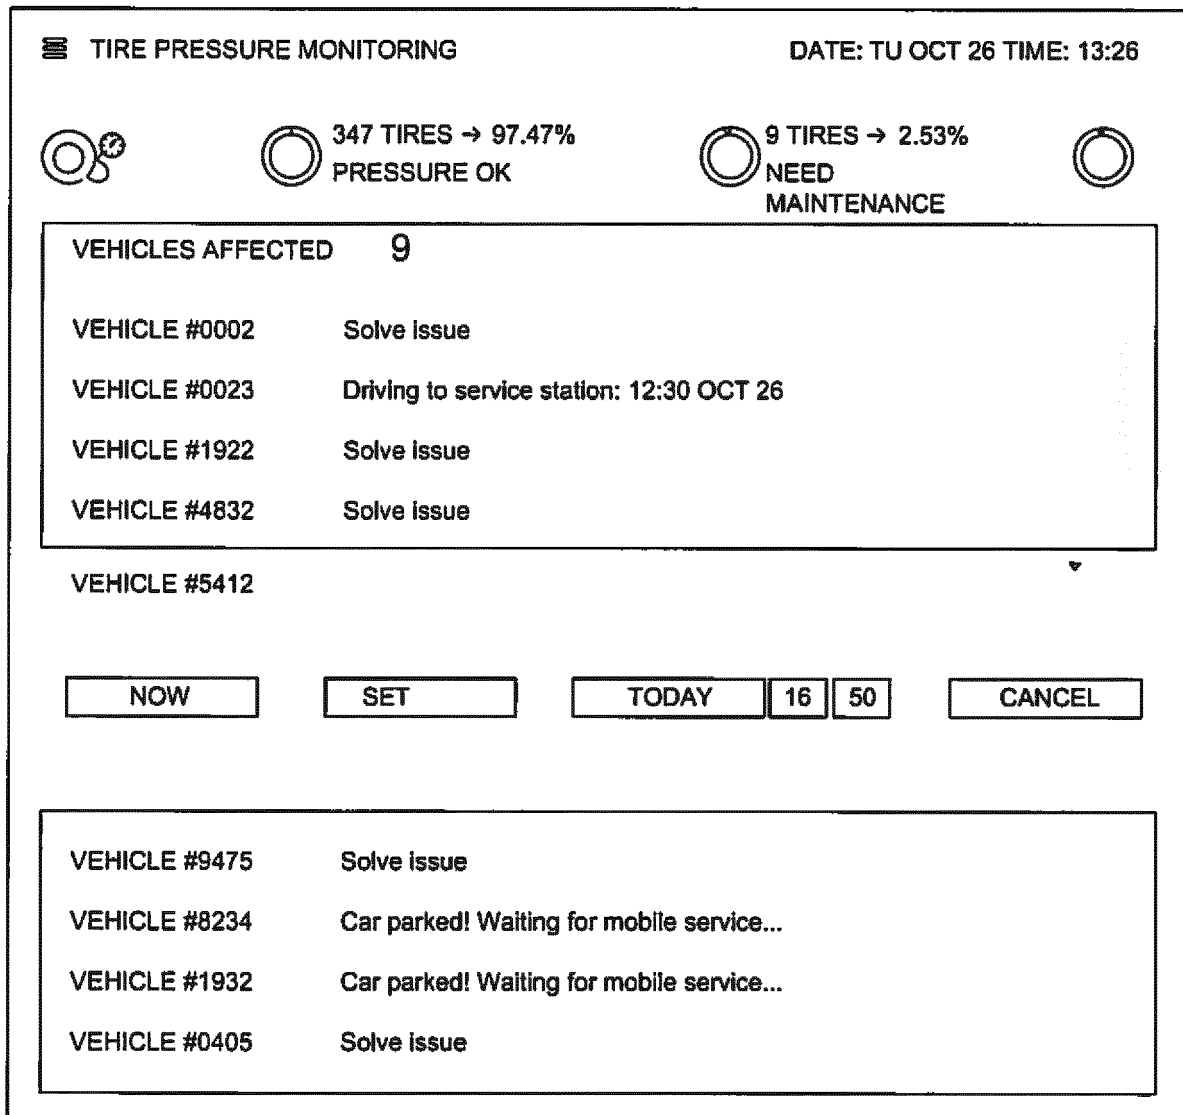 TIRE PRESSURE MONITORING DATE: TU OCT 26 TIME: 13:26
347 TIRES → 97.47%
PRESSURE OK
9 TIRES → 2.53%
NEED
MAINTENANCE
VEHICLES AFFECTED 9
VEHICLE #0002 Solve issue
VEHICLE #0023 Driving to service station: 12:30 OCT 26
VEHICLE #1922 Solve issue
VEHICLE #4832 Solve issue
VEHICLE #5412
NOW SET TODAY 16 50 CANCEL
VEHICLE #9475 Solve issue
VEHICLE #8234 Car parked! Waiting for mobile service...
VEHICLE #1932 Car parked! Waiting for mobile service...
VEHICLE #0405 Solve issue